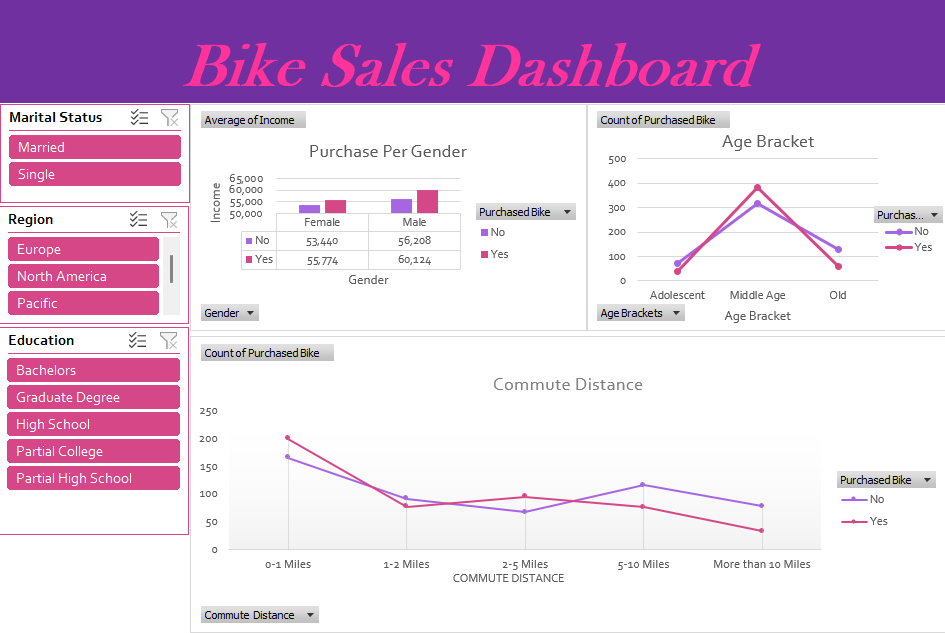 Bike Sales Dashboard
Marital Status
Married
Single
Region
Europe
North America
Pacific
Education
Bachelors
Graduate Degree
High School
Partial College
Partial High School
Average of Income
Purchase Per Gender
Income
65,000
60,000
55,000
50,000
Female Male
No 53,440 56,208
Yes 55,774 60,124
Gender
Purchased Bike
No
Yes
Gender
Count of Purchased Bike
Age Bracket
500
400
300
200
100
0
Adolescent Middle Age Old
Age Bracket
Purchas...
No
Yes
Age Brackets
Count of Purchased Bike
Commute Distance
250
200
150
100
50
0
0-1 Miles 1-2 Miles 2-5 Miles 5-10 Miles More than 10 Miles
COMMUTE DISTANCE
Purchased Bike
No
Yes
Commute Distance